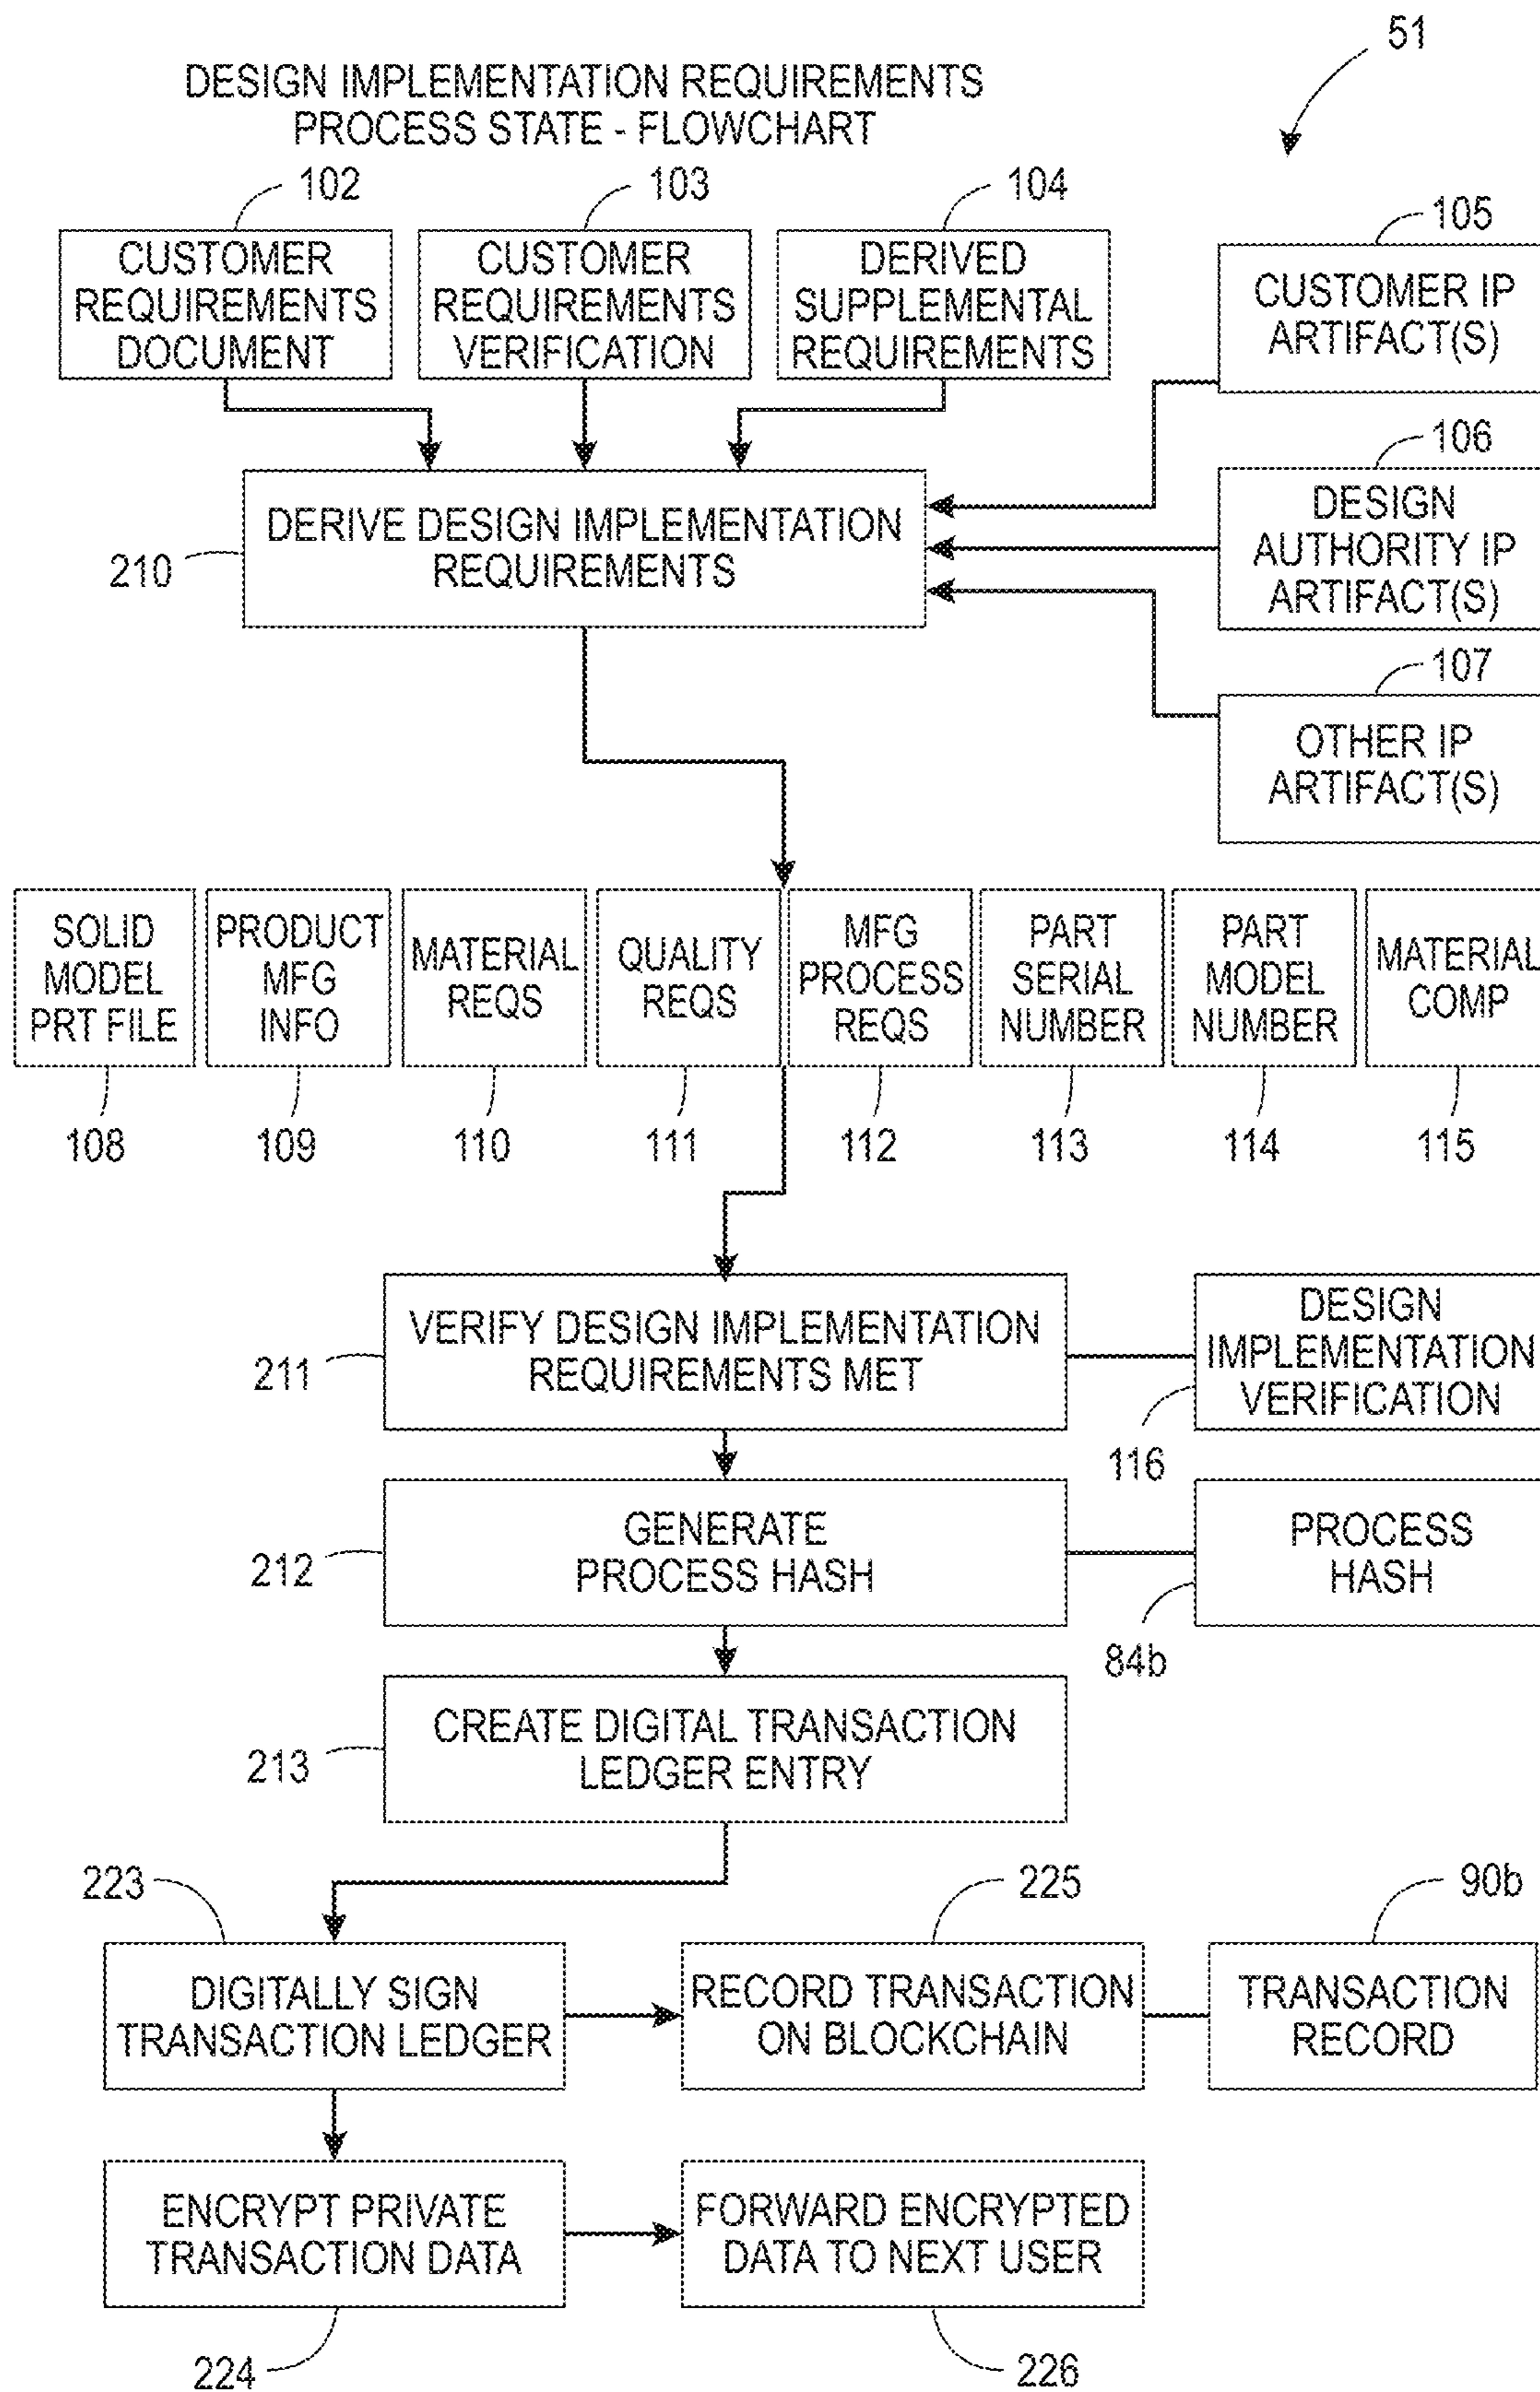 51
DESIGN IMPLEMENTATION REQUIREMENTS
PROCESS STATE - FLOWCHART
102
CUSTOMER
REQUIREMENTS
DOCUMENT
103
CUSTOMER
REQUIREMENTS
VERIFICATION
104
DERIVED
SUPPLEMENTAL
REQUIREMENTS
105
CUSTOMER IP
ARTIFACT(S)
106
DESIGN
AUTHORITY IP
ARTIFACT(S)
107
OTHER IP
ARTIFACT(S)
DERIVE DESIGN IMPLEMENTATION
REQUIREMENTS
210
SOLID
MODEL
PRT FILE
108
PRODUCT
MFG
INFO
109
MATERIAL
REQS
110
QUALITY
REQS
111
MFG
PROCESS
REQS
112
PART
SERIAL
NUMBER
113
PART
MODEL
NUMBER
114
MATERIAL
COMP
115
VERIFY DESIGN IMPLEMENTATION
REQUIREMENTS MET
211
DESIGN
IMPLEMENTATION
VERIFICATION
116
GENERATE
PROCESS HASH
212
PROCESS
HASH
84b
CREATE DIGITAL TRANSACTION
LEDGER ENTRY
213
223
DIGITALLY SIGN
TRANSACTION LEDGER
225
RECORD TRANSACTION
ON BLOCKCHAIN
90b
TRANSACTION
RECORD
ENCRYPT PRIVATE
TRANSACTION DATA
224
FORWARD ENCRYPTED
DATA TO NEXT USER
226